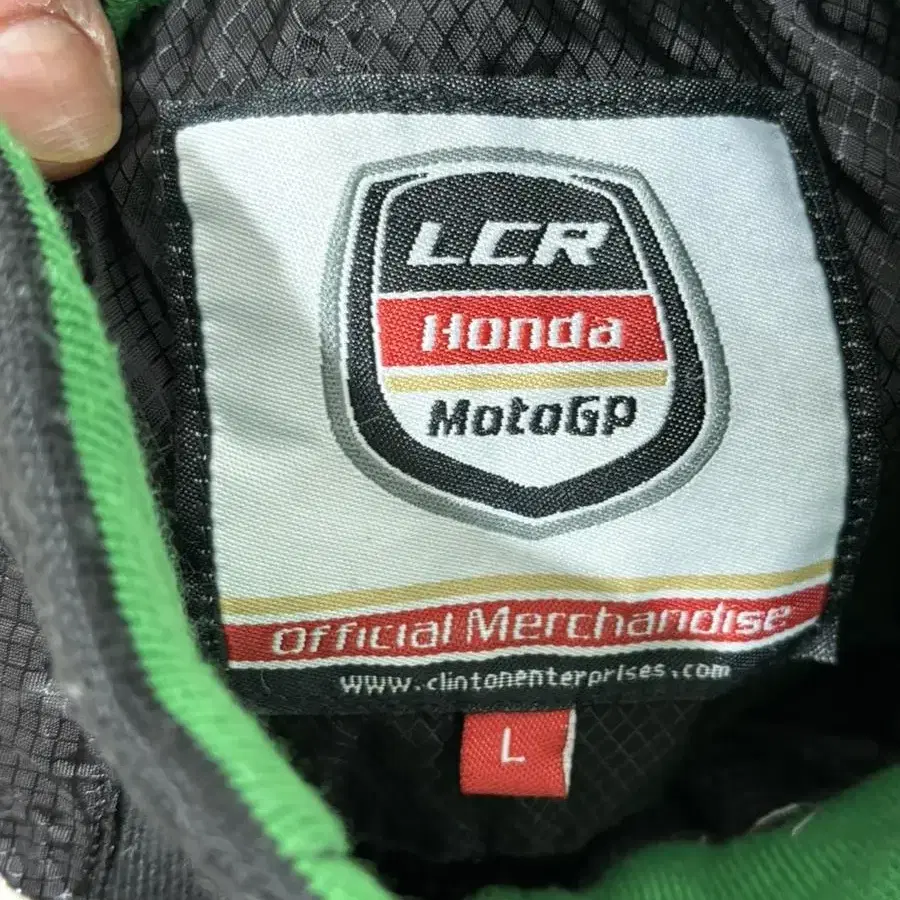 LCR
Honda
MotoGP
Official Merchandise
www.clintonenterprises.com
L